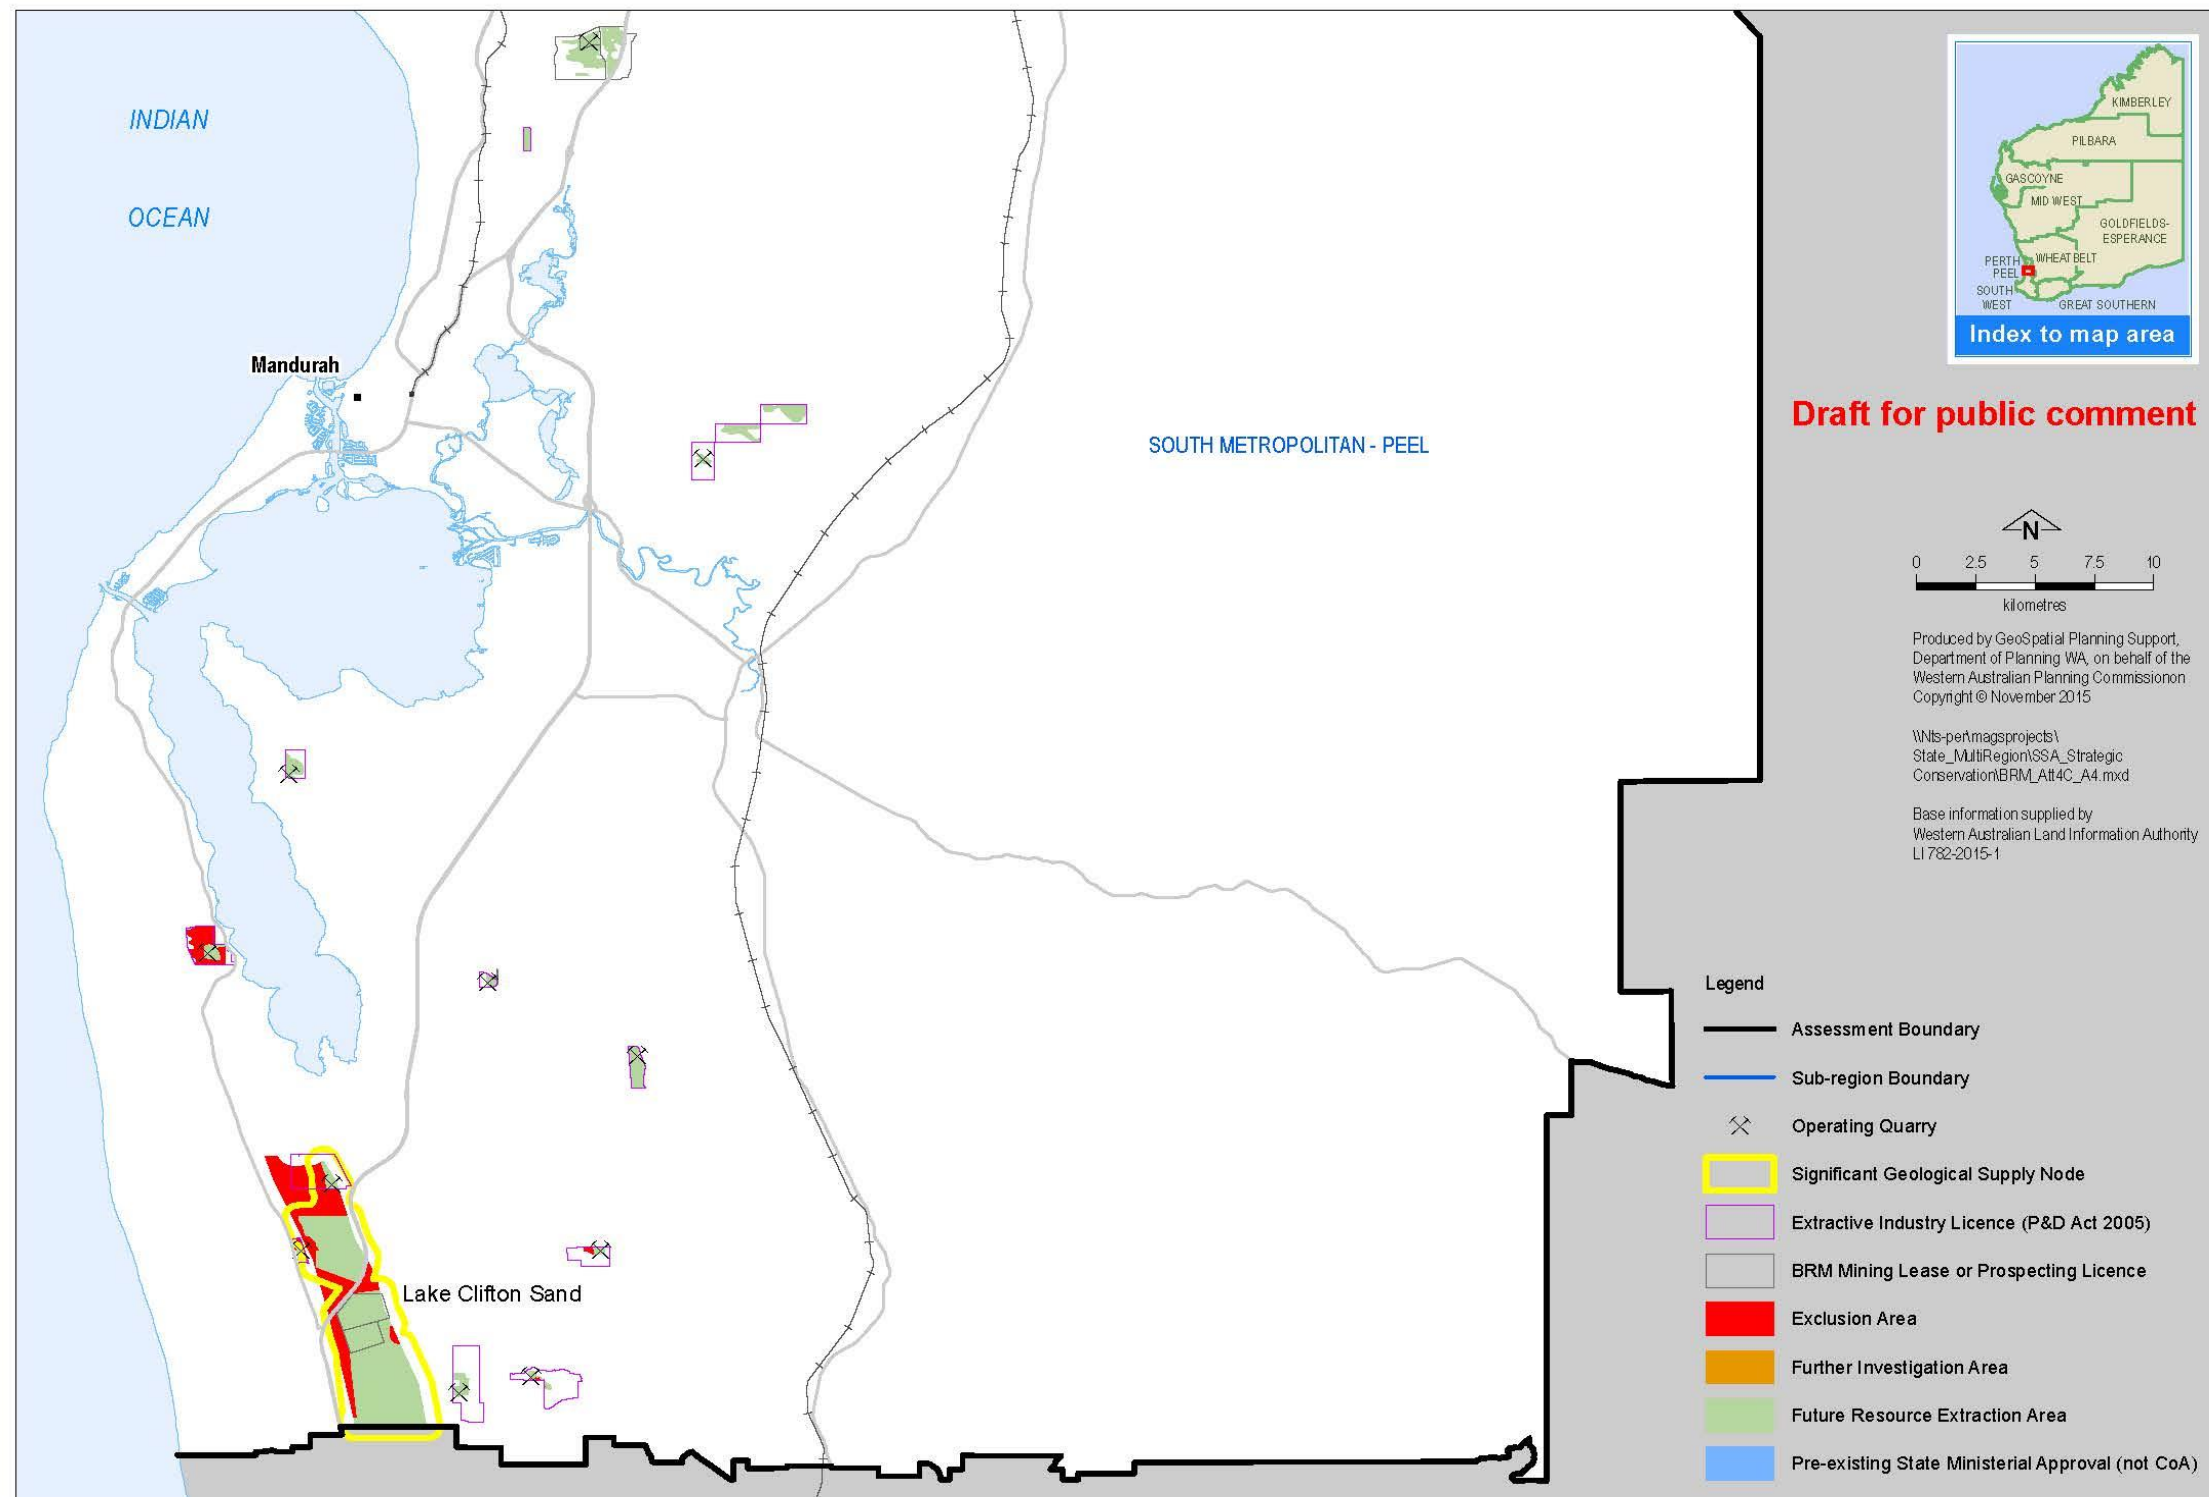 INDIAN
OCEAN
Mandurah
SOUTH METROPOLITAN - PEEL
Lake Clifton Sand
KIMBERLEY
PILBARA
GASCOYNE
MID WEST
GOLDFIELDS-
ESPERANCE
PERTH
PEEL
WHEATBELT
SOUTH
WEST
GREAT SOUTHERN
Index to map area
Draft for public comment
N
0 2.5 5 7.5 10
kilometres
Produced by GeoSpatial Planning Support,
Department of Planning WA, on behalf of the
Western Australian Planning Commissionon
Copyright © November 2015
\\Nts-per\magsprojects\
State_MultiRegion\SSA_Strategic
Conservation\BRM_Att4C_A4.mxd
Base information supplied by
Western Australian Land Information Authority
LI 782-2015-1
Legend
Assessment Boundary
Sub-region Boundary
Operating Quarry
Significant Geological Supply Node
Extractive Industry Licence (P&D Act 2005)
BRM Mining Lease or Prospecting Licence
Exclusion Area
Further Investigation Area
Future Resource Extraction Area
Pre-existing State Ministerial Approval (not CoA)